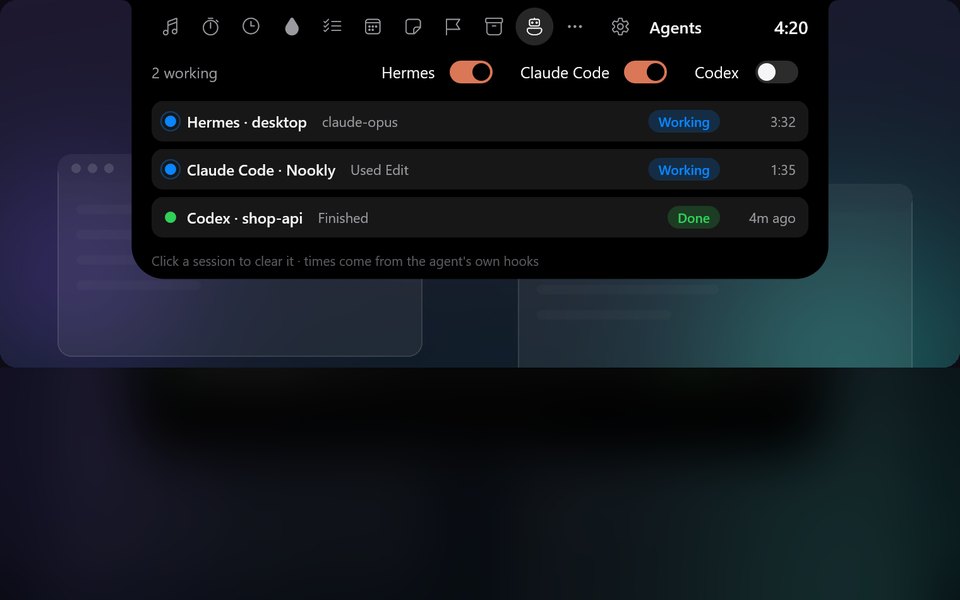 Agents 4:20
2 working Hermes Claude Code Codex
Hermes · desktop claude-opus Working 3:32
Claude Code · Nookly Used Edit Working 1:35
Codex · shop-api Finished Done 4m ago
Click a session to clear it · times come from the agent's own hooks